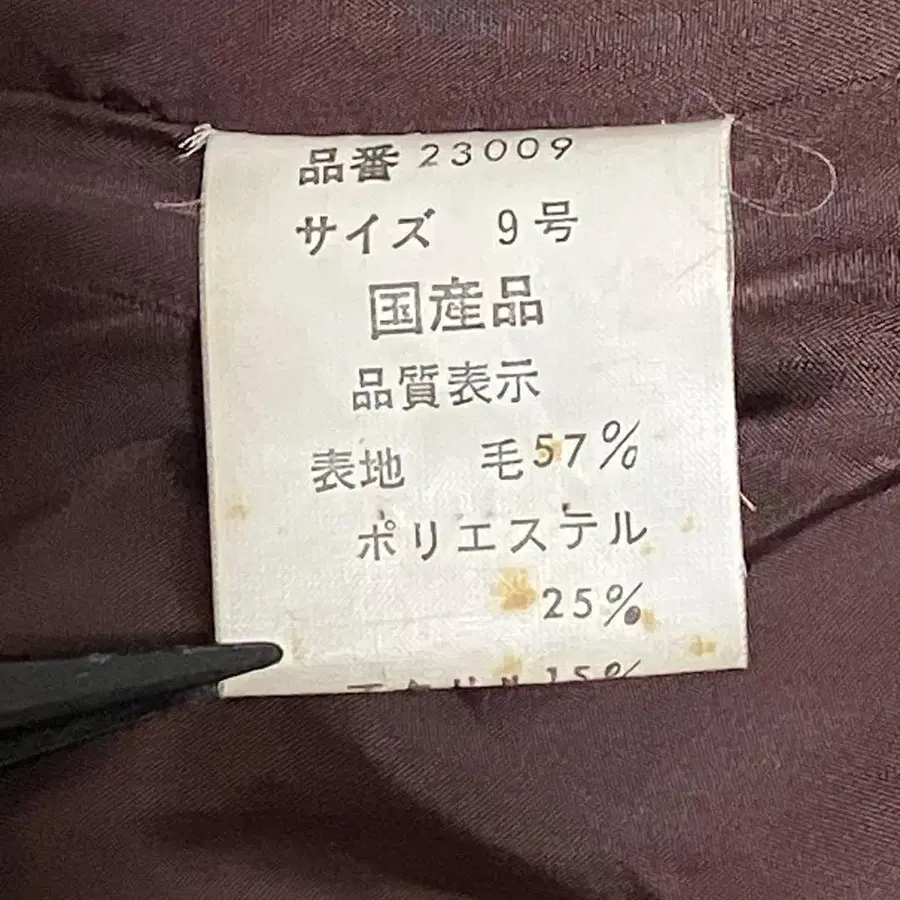 品番 23009
サイズ 9号
国産品
品質表示
表地 毛57%
ポリエステル
25%
15%